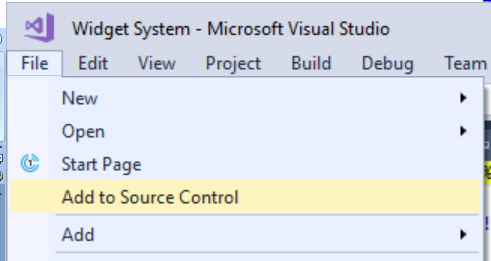 Widget System - Microsoft Visual Studio
File Edit View Project Build Debug Team
New
Open
Start Page
Add to Source Control
Add